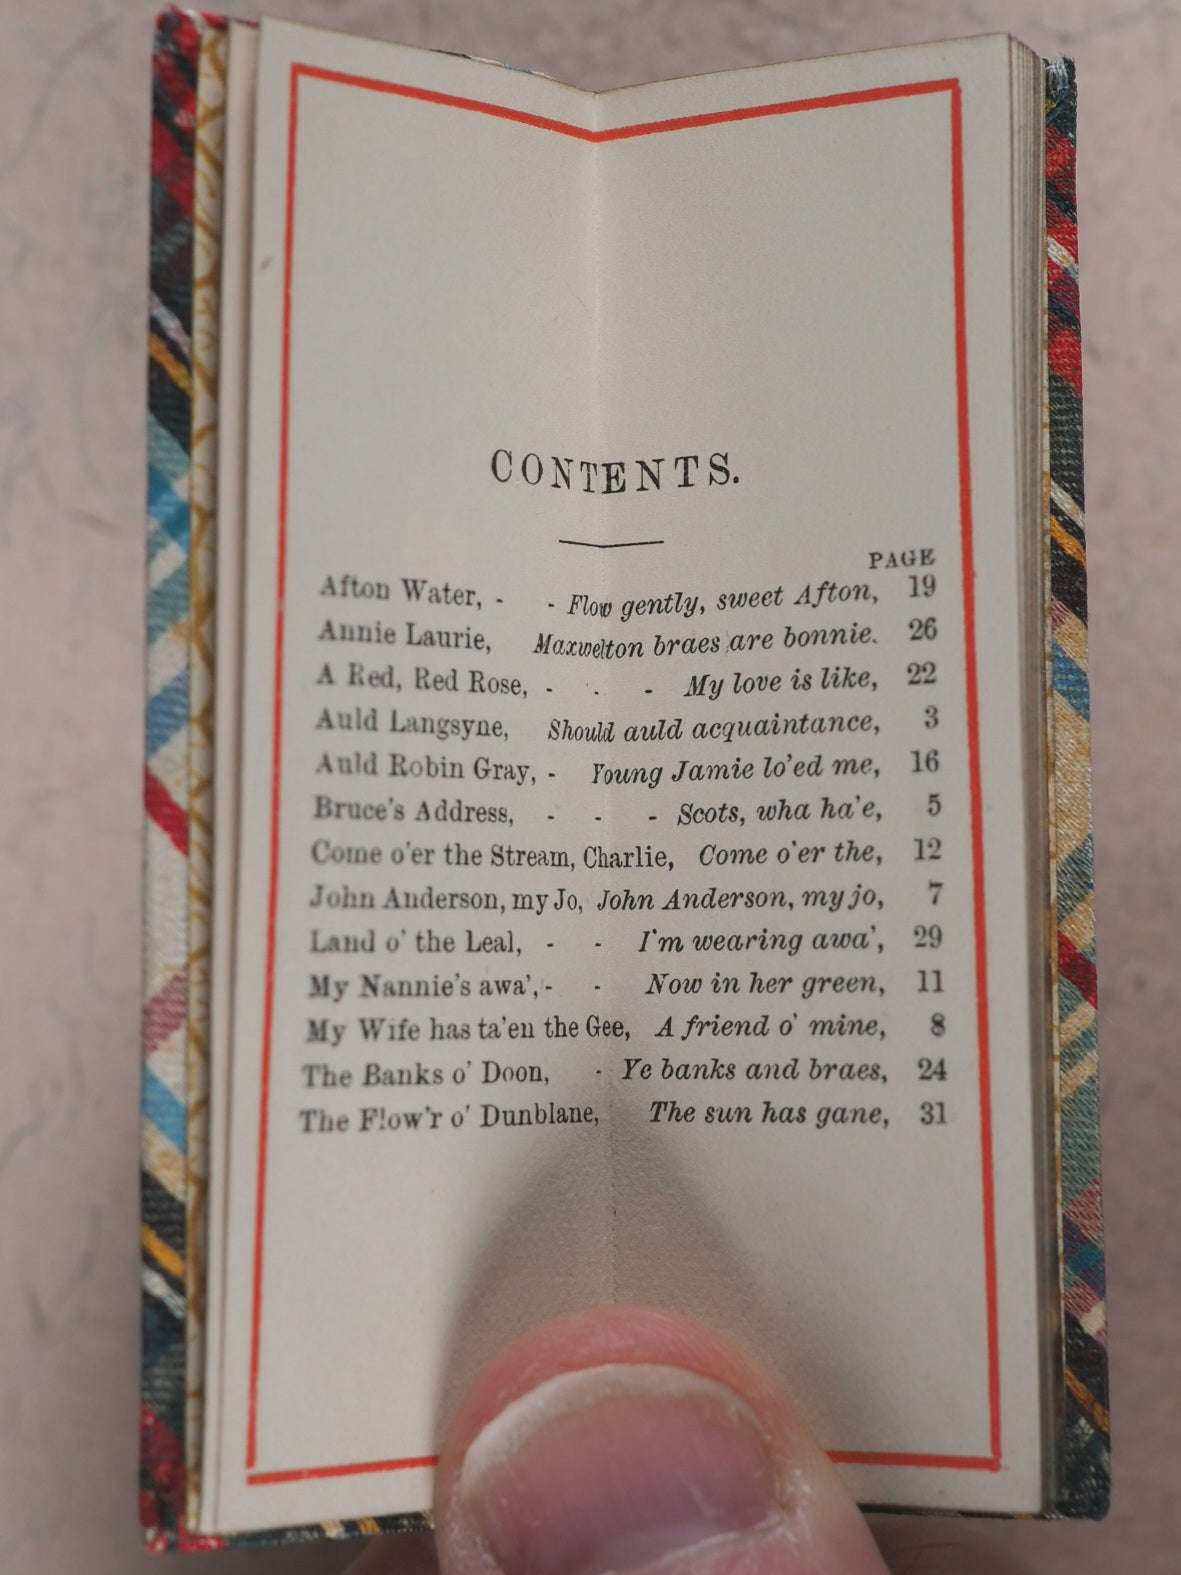 CONTENTS.
PAGE
Afton Water, - - Flow gently, sweet Afton, 19
Annie Laurie, Maxwelton braes are bonnie. 26
A Red, Red Rose, - . - My love is like, 22
Auld Langsyne, Should auld acquaintance, 3
Auld Robin Gray, - Young Jamie lo'ed me, 16
Bruce's Address, - - - Scots, wha ha'e, 5
Come o'er the Stream, Charlie, Come o'er the, 12
John Anderson, my Jo, John Anderson, my jo, 7
Land o' the Leal, - - I'm wearing awa', 29
My Nannie's awa', - - Now in her green, 11
My Wife has ta'en the Gee, A friend o' mine, 8
The Banks o' Doon, - Ye banks and braes, 24
The Flow'r o' Dunblane, The sun has gane, 31